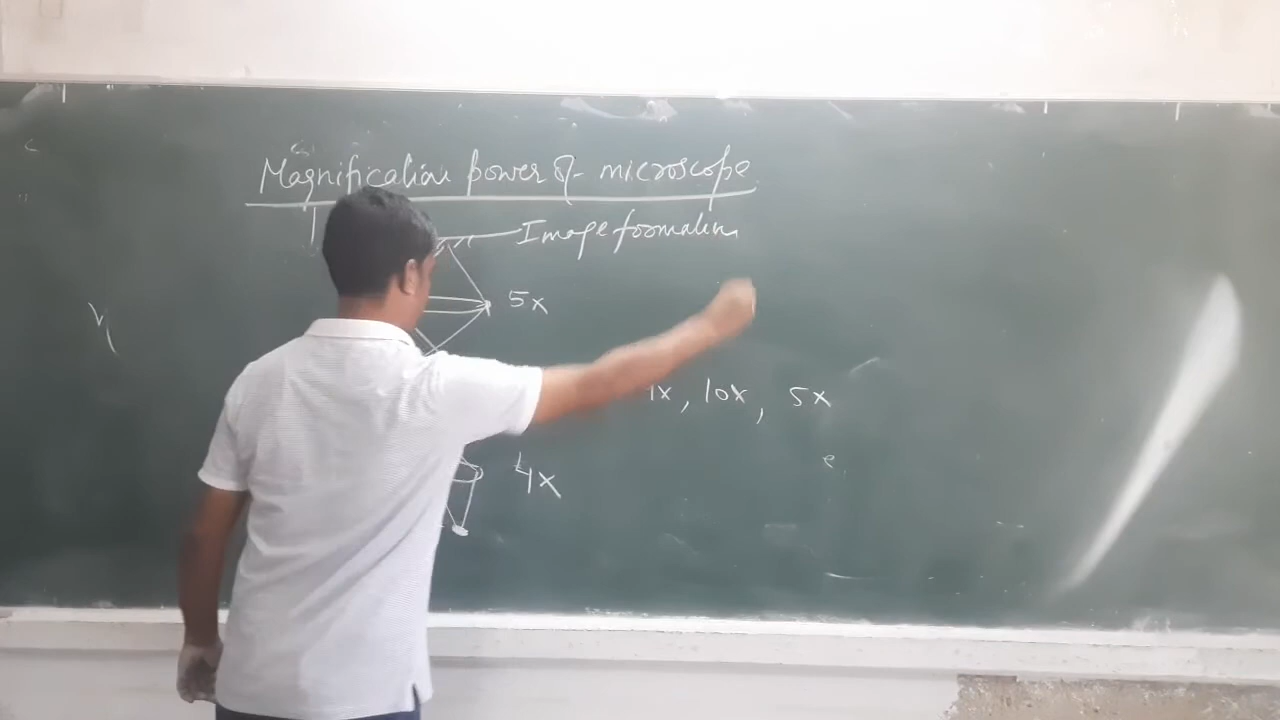 Magnification power of microscope
Image formation
5x
10x, 5x
4x